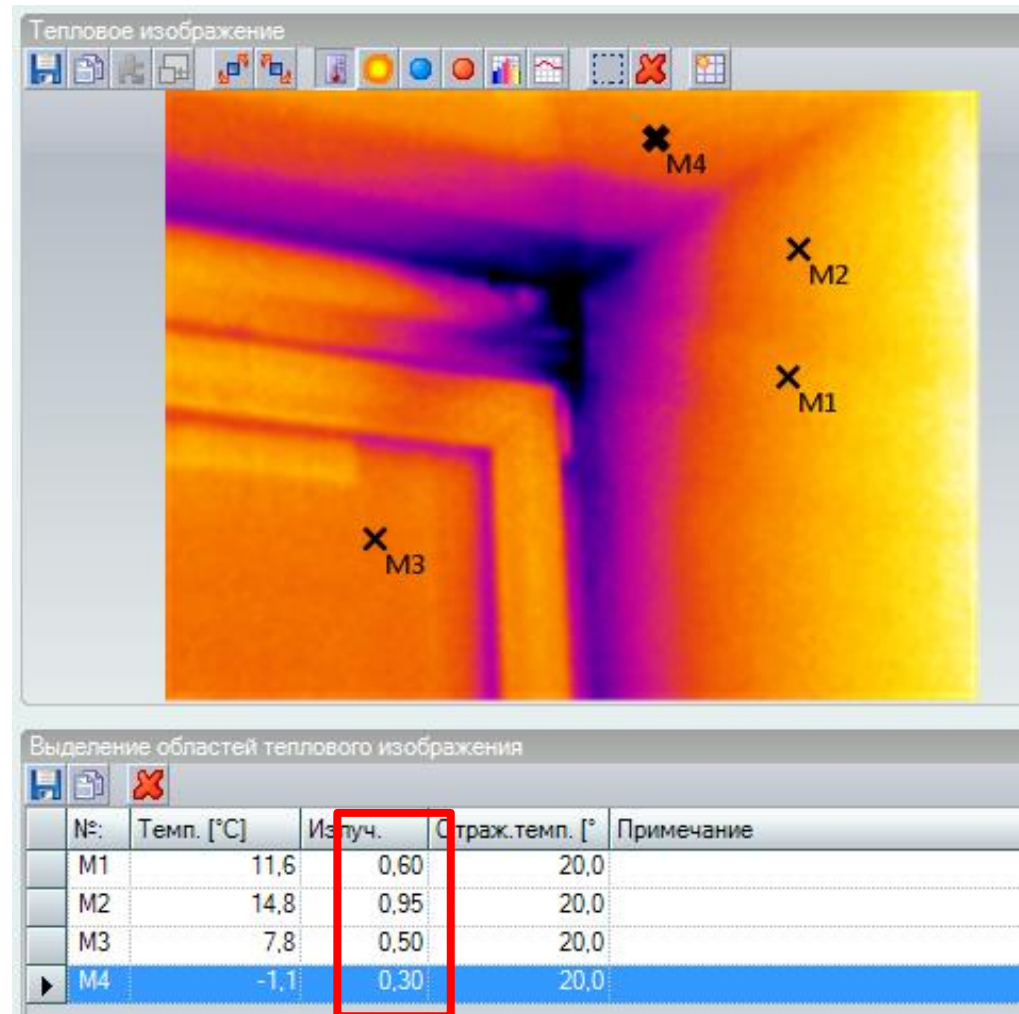 Тепловое изображение
M4
M2
M1
M3
Выделение областей теплового изображения
№: Темп. [°C] Излуч. Отраж.темп. [° Примечание
M1 11,6 0,60 20,0
M2 14,8 0,95 20,0
M3 7,8 0,50 20,0
M4 -1,1 0,30 20,0